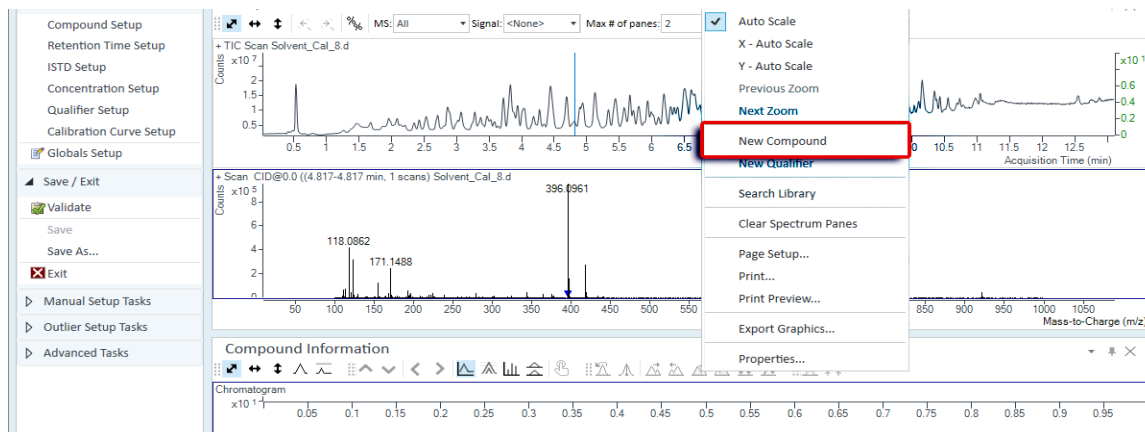 Compound Setup
Retention Time Setup
ISTD Setup
Concentration Setup
Qualifier Setup
Calibration Curve Setup
Globals Setup
Save / Exit
Validate
Save
Save As...
Exit
Manual Setup Tasks
Outlier Setup Tasks
Advanced Tasks
MS: All Signal: <None> Max # of panes: 2
+ TIC Scan Solvent_Cal_8.d
Counts
x10 7
2
1.5
1
0.5
0.5 1 1.5 2 2.5 3 3.5 4 4.5 5 5.5 6 6.5 10.5 11 11.5 12 12.5
Acquisition Time (min)
x10 1
0.6
0.4
0.2
0
+ Scan CID@0.0 ((4.817-4.817 min, 1 scans) Solvent_Cal_8.d
Counts
x10 5
8
6
4
2
0
118.0862
171.1488
396.0961
50 100 150 200 250 300 350 400 450 500 550 850 900 950 1000 1050
Mass-to-Charge (m/z)
Auto Scale
X - Auto Scale
Y - Auto Scale
Previous Zoom
Next Zoom
New Compound
New Qualifier
Search Library
Clear Spectrum Panes
Page Setup...
Print...
Print Preview...
Export Graphics...
Properties...
Compound Information
Chromatogram
x10 1
0.05 0.1 0.15 0.2 0.25 0.3 0.35 0.4 0.45 0.5 0.55 0.6 0.65 0.7 0.75 0.8 0.85 0.9 0.95